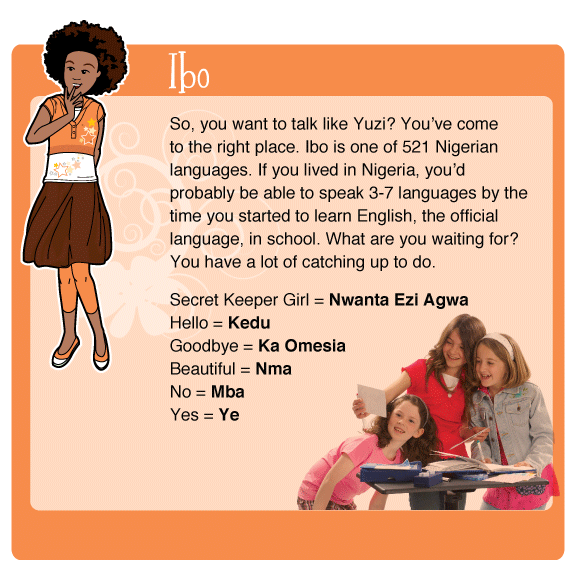 Ibo
So, you want to talk like Yuzi? You’ve come
to the right place. Ibo is one of 521 Nigerian
languages. If you lived in Nigeria, you’d
probably be able to speak 3-7 languages by the
time you started to learn English, the official
language, in school. What are you waiting for?
You have a lot of catching up to do.
Secret Keeper Girl = Nwanta Ezi Agwa
Hello = Kedu
Goodbye = Ka Omesia
Beautiful = Nma
No = Mba
Yes = Ye